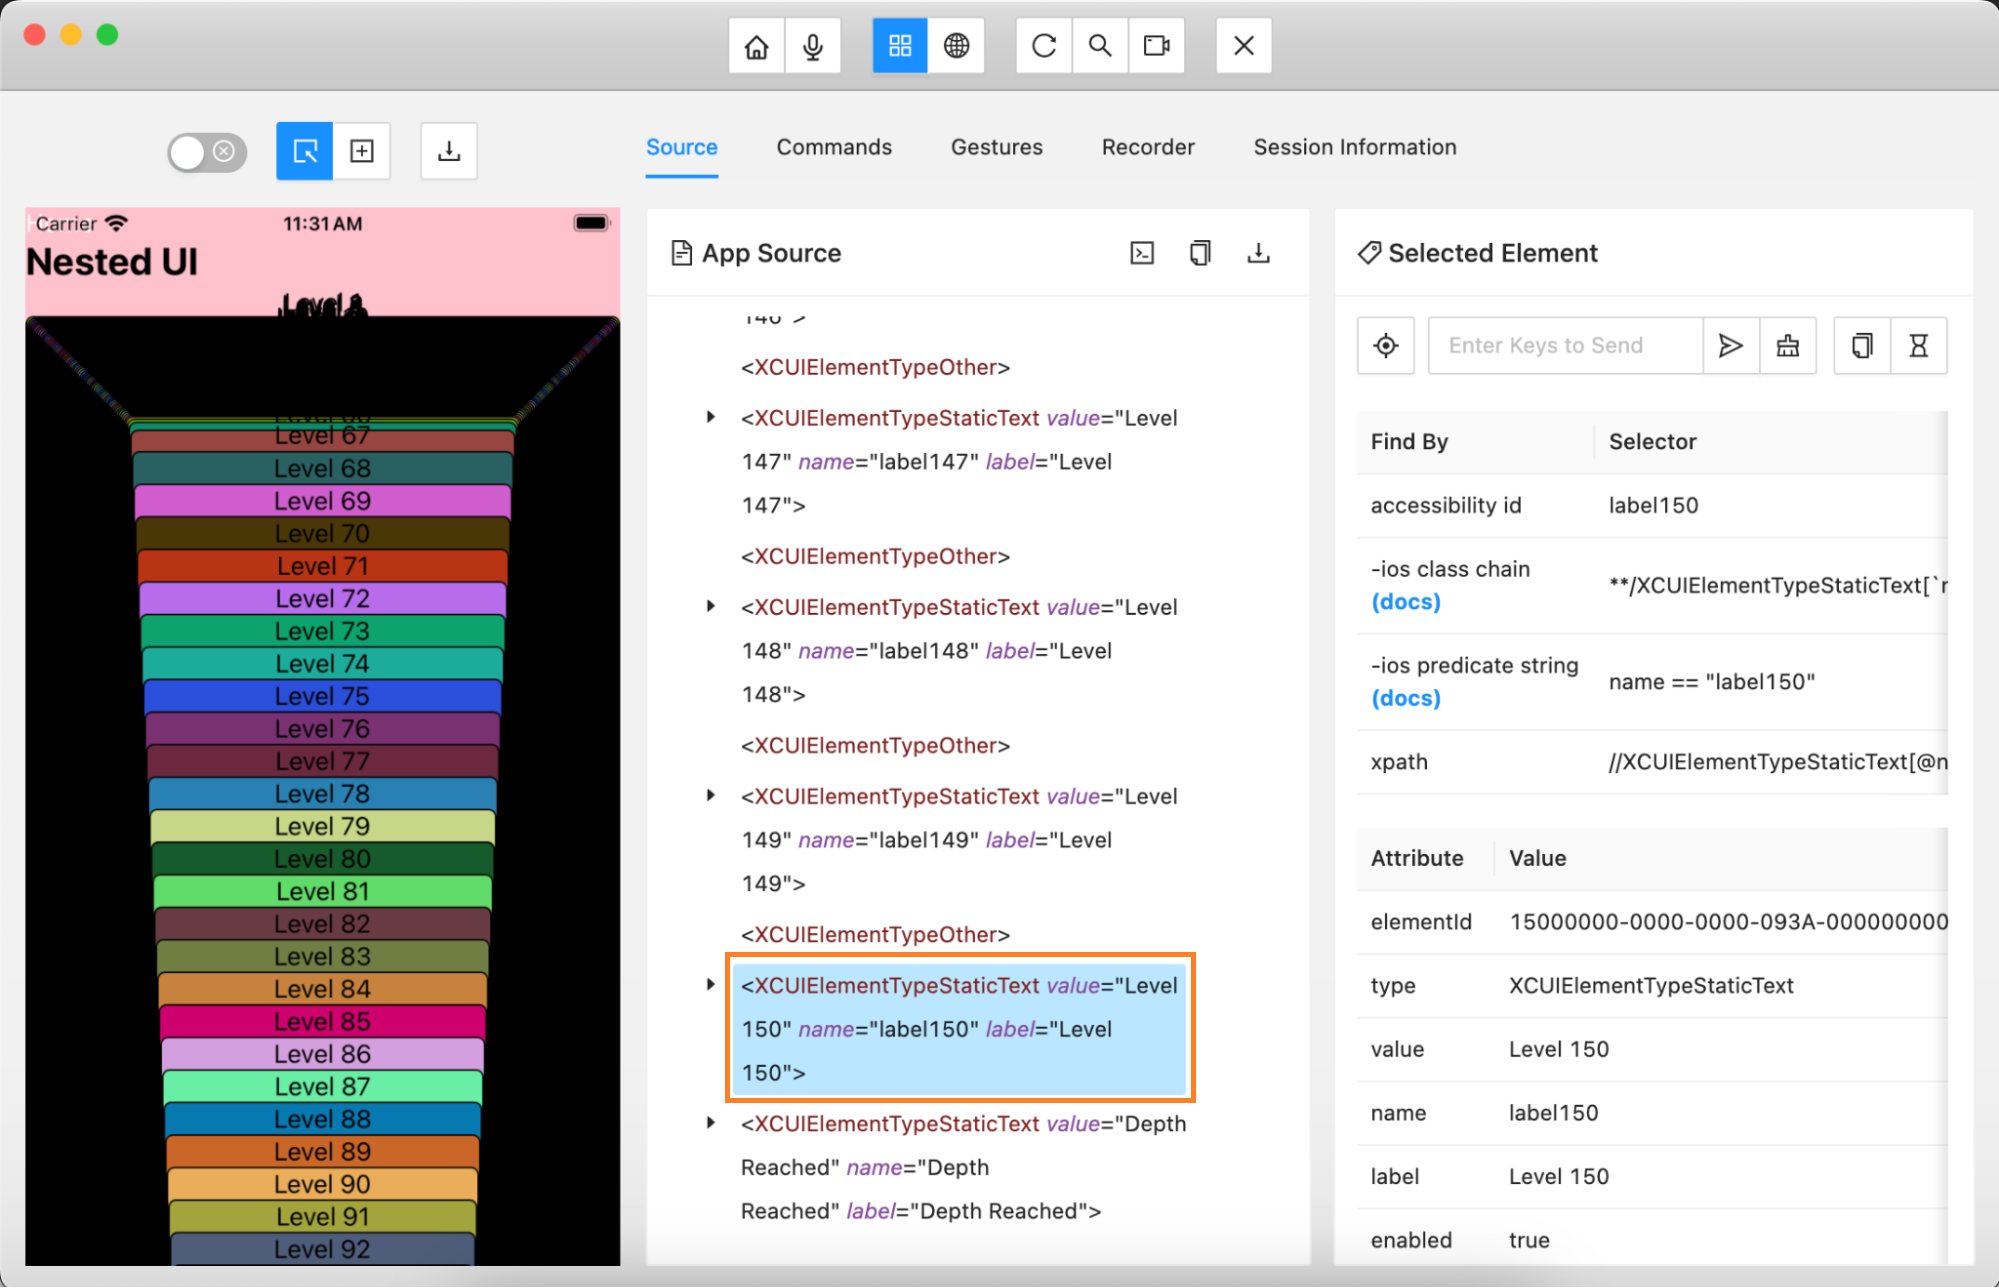 Source
Commands
Gestures
Recorder
Session Information
Carrier
11:31 AM
Nested UI
Level 67
Level 68
Level 69
Level 70
Level 71
Level 72
Level 73
Level 74
Level 75
Level 76
Level 77
Level 78
Level 79
Level 80
Level 81
Level 82
Level 83
Level 84
Level 85
Level 86
Level 87
Level 88
Level 89
Level 90
Level 91
Level 92
App Source
146">
<XCUIElementTypeOther>
<XCUIElementTypeStaticText value="Level
147" name="label147" label="Level
147">
<XCUIElementTypeOther>
<XCUIElementTypeStaticText value="Level
148" name="label148" label="Level
148">
<XCUIElementTypeOther>
<XCUIElementTypeStaticText value="Level
149" name="label149" label="Level
149">
<XCUIElementTypeOther>
<XCUIElementTypeStaticText value="Level
150" name="label150" label="Level
150">
<XCUIElementTypeStaticText value="Depth
Reached" name="Depth
Reached" label="Depth Reached">
Selected Element
Enter Keys to Send
Find By
Selector
accessibility id
label150
-ios class chain
(docs)
**/XCUIElementTypeStaticText[`
-ios predicate string
(docs)
name == "label150"
xpath
//XCUIElementTypeStaticText[@n
Attribute
Value
elementId
15000000-0000-0000-093A-000000000
type
XCUIElementTypeStaticText
value
Level 150
name
label150
label
Level 150
enabled
true